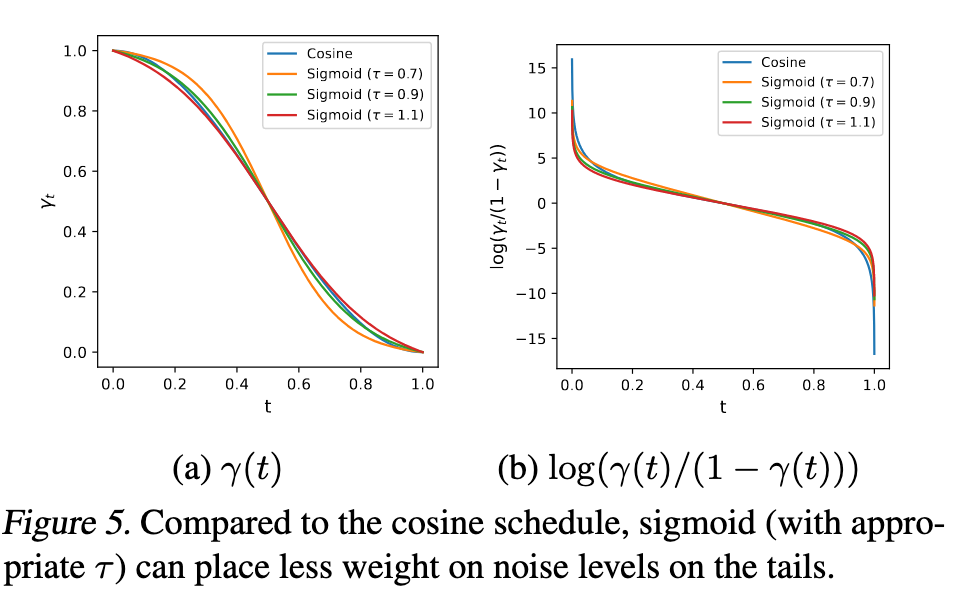 1.0
0.8
0.6
0.4
0.2
0.0
γt
0.0 0.2 0.4 0.6 0.8 1.0
t
Cosine
Sigmoid (τ = 0.7)
Sigmoid (τ = 0.9)
Sigmoid (τ = 1.1)
15
10
5
0
−5
−10
−15
log(γt/(1 − γt))
0.0 0.2 0.4 0.6 0.8 1.0
t
Cosine
Sigmoid (τ = 0.7)
Sigmoid (τ = 0.9)
Sigmoid (τ = 1.1)
(a) γ(t)
(b) log(γ(t)/(1 − γ(t)))
Figure 5. Compared to the cosine schedule, sigmoid (with appro-
priate τ) can place less weight on noise levels on the tails.